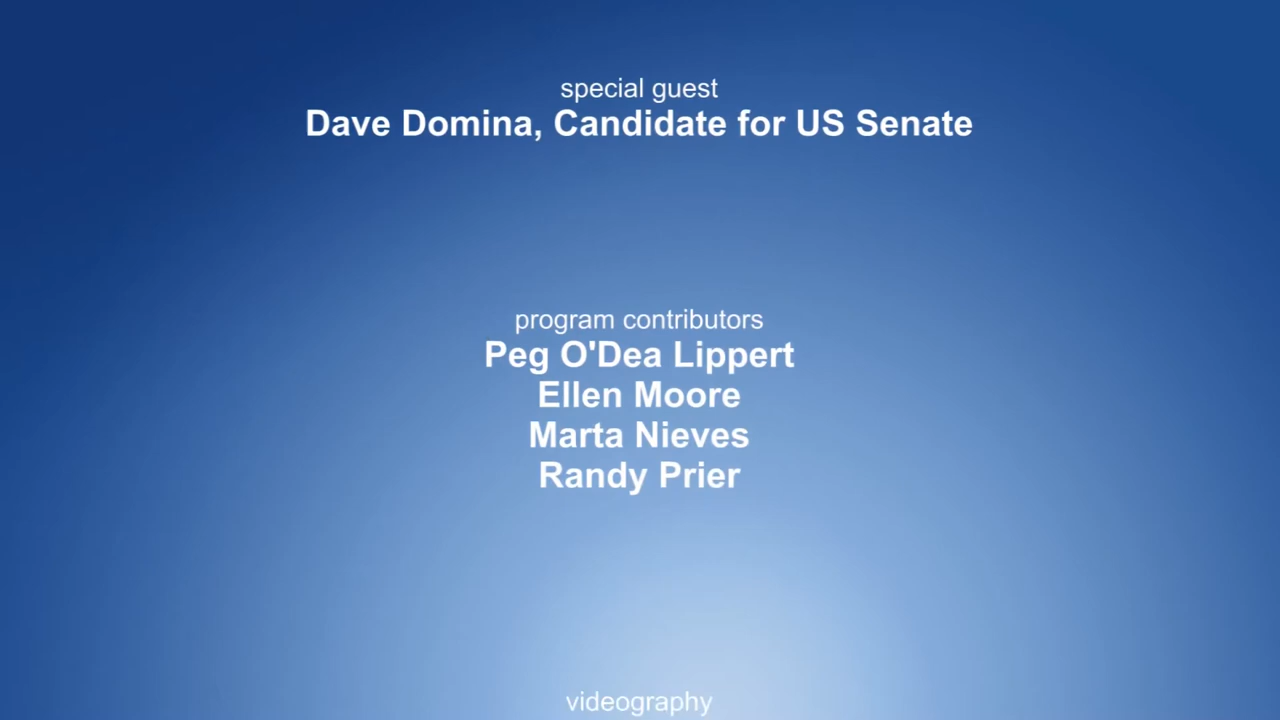 special guest
Dave Domina, Candidate for US Senate
program contributors
Peg O'Dea Lippert
Ellen Moore
Marta Nieves
Randy Prier
videography